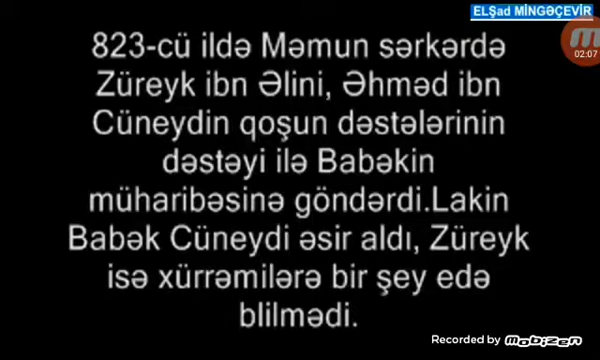 ELŞad MİNGƏÇEVİR
02:07
823-cü ildə Məmun sərkərdə
Züreyk ibn Əlini, Əhməd ibn
Cüneydin qoşun dəstələrinin
dəstəyi ilə Babəkin
müharibəsinə göndərdi.Lakin
Babək Cüneydi əsir aldı, Züreyk
isə xürrəmilərə bir şey edə
blilmədi.
Recorded by mobizen